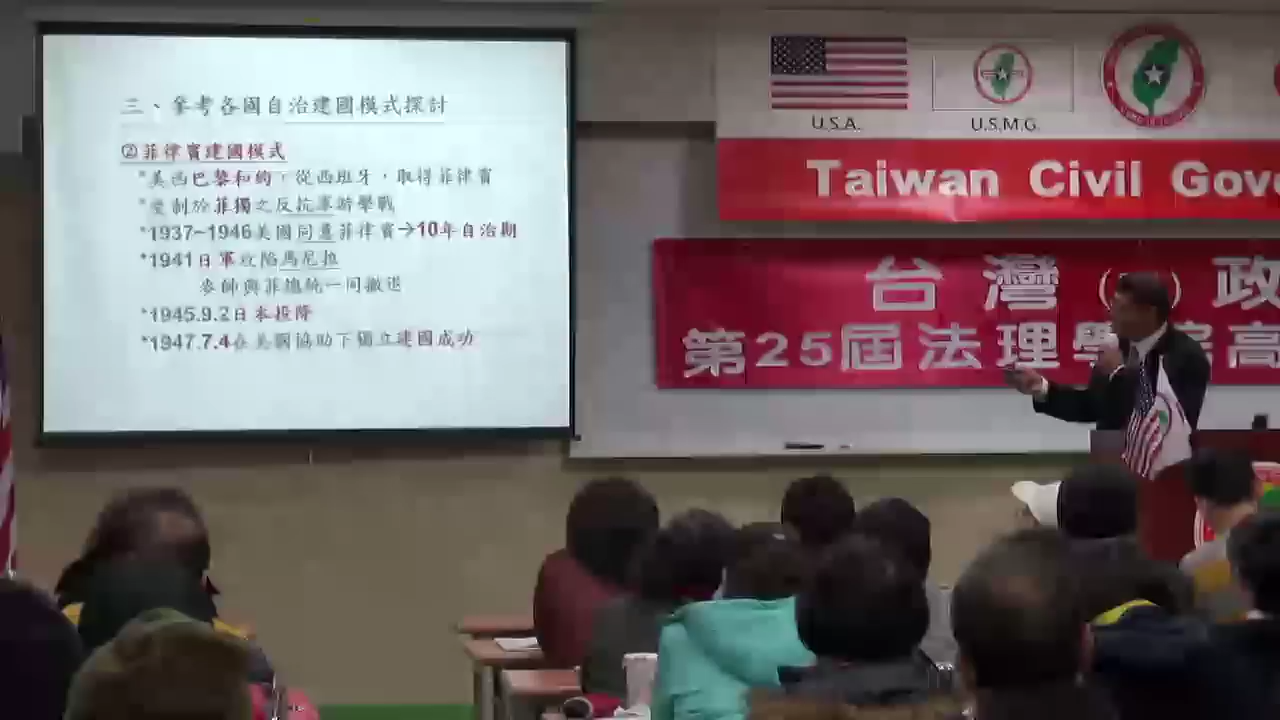 三、參考各國自治建國模式探討
②菲律賓建國模式
*美西巴黎和約，從西班牙，取得菲律賓
*受制於菲獨之反抗軍游擊戰
*1937~1946美國同意菲律賓→10年自治期
*1941日軍攻陷馬尼拉
麥帥與菲總統一同撤退
*1945.9.2日本投降
*1947.7.4在美國協助下獨立建國成功
U.S.A.
U.S.M.G.
Taiwan Civil Gove
台灣 政
第25屆法理學院高